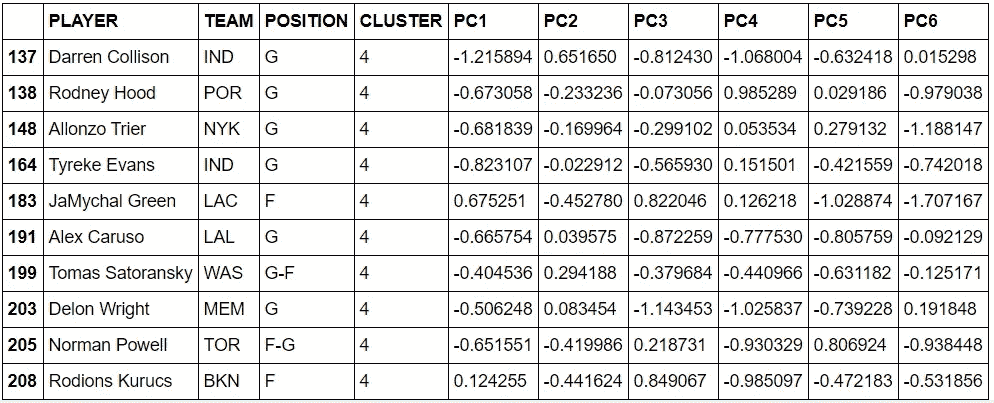 PLAYER TEAM POSITION CLUSTER PC1 PC2 PC3 PC4 PC5 PC6
137 Darren Collison IND G 4 -1.215894 0.651650 -0.812430 -1.068004 -0.632418 0.015298
138 Rodney Hood POR G 4 -0.673058 -0.233236 -0.073056 0.985289 0.029186 -0.979038
148 Allonzo Trier NYK G 4 -0.681839 -0.169964 -0.299102 0.053534 0.279132 -1.188147
164 Tyreke Evans IND G 4 -0.823107 -0.022912 -0.565930 0.151501 -0.421559 -0.742018
183 JaMychal Green LAC F 4 0.675251 -0.452780 0.822046 0.126218 -1.028874 -1.707167
191 Alex Caruso LAL G 4 -0.665754 0.039575 -0.872259 -0.777530 -0.805759 -0.092129
199 Tomas Satoransky WAS G-F 4 -0.404536 0.294188 -0.379684 -0.440966 -0.631182 -0.125171
203 Delon Wright MEM G 4 -0.506248 0.083454 -1.143453 -1.025837 -0.739228 0.191848
205 Norman Powell TOR F-G 4 -0.651551 -0.419986 0.218731 -0.930329 0.806924 -0.938448
208 Rodions Kurucs BKN F 4 0.124255 -0.441624 0.849067 -0.985097 -0.472183 -0.531856